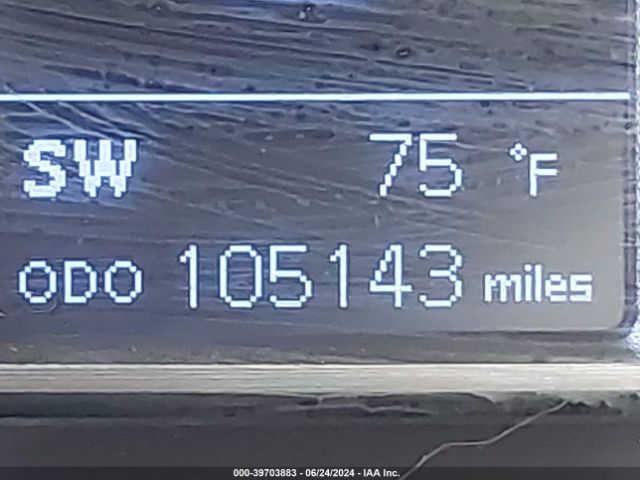 SW 75 °F
ODO 105143 miles
000-39703883 - 06/24/2024 - IAA Inc.